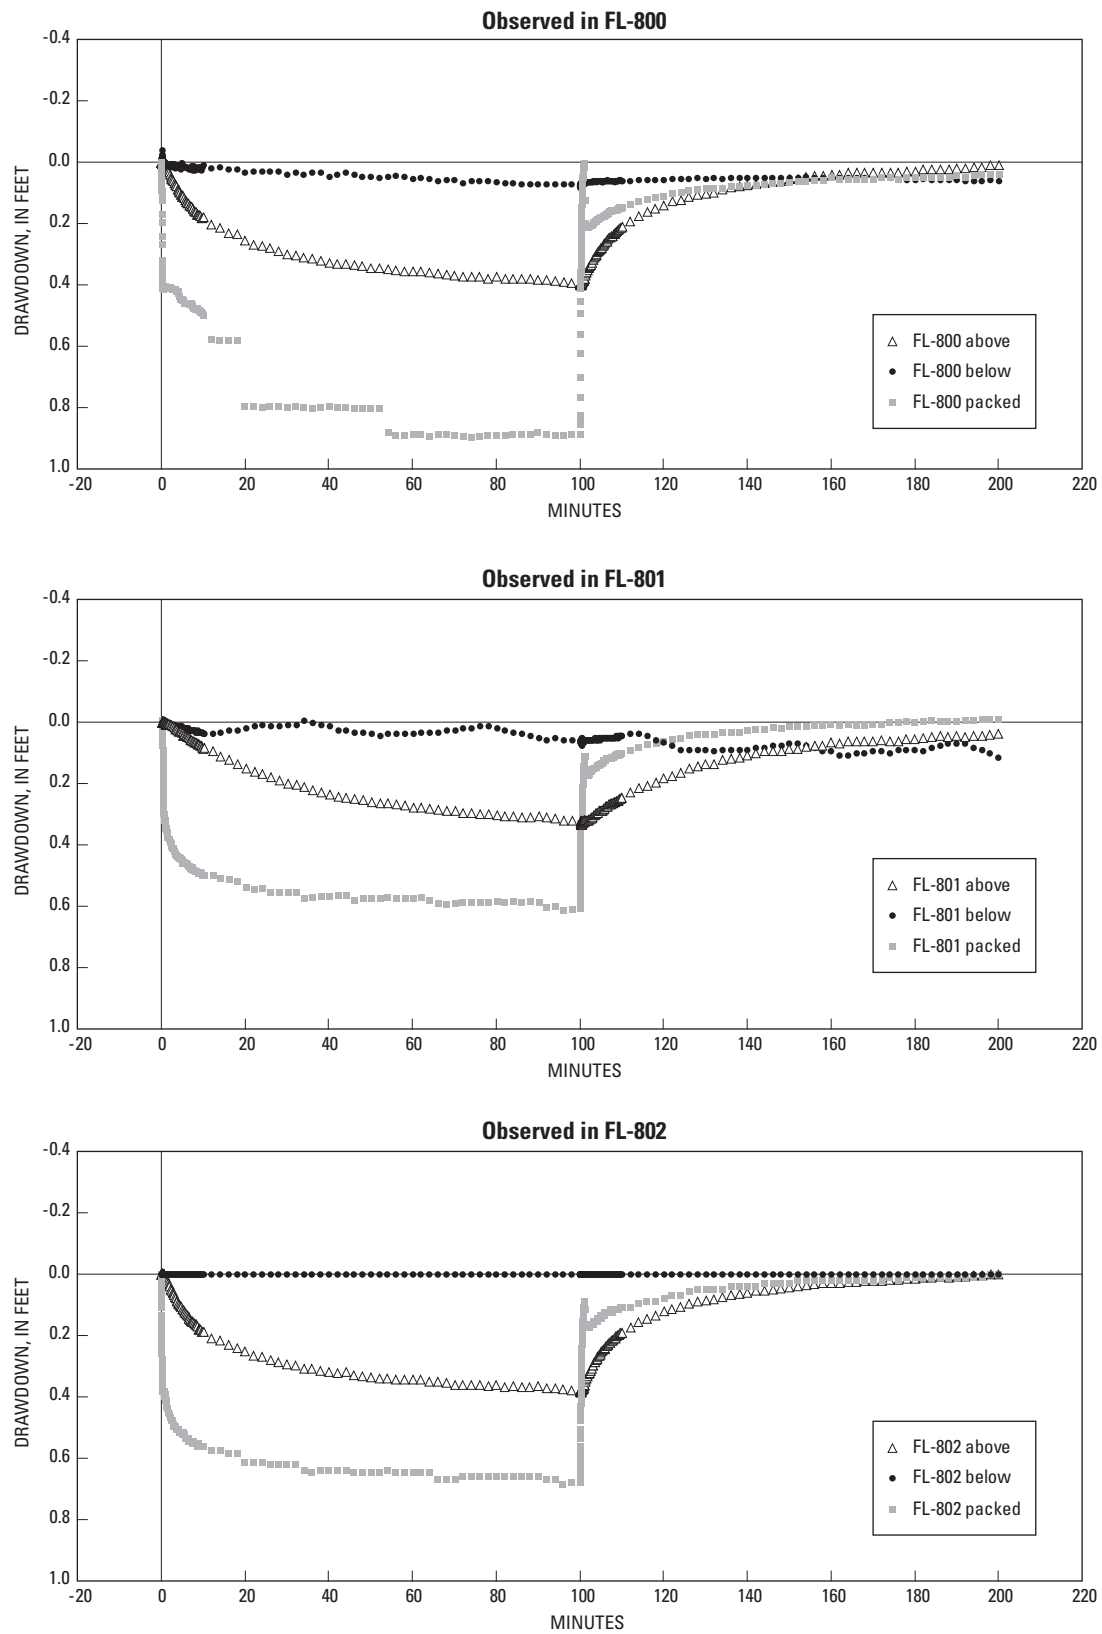 Observed in FL-800
-0.4
-0.2
0.0
0.2
0.4
0.6
0.8
1.0
DRAWDOWN, IN FEET
FL-800 above
FL-800 below
FL-800 packed
-20 0 20 40 60 80 100 120 140 160 180 200 220
MINUTES
Observed in FL-801
-0.4
-0.2
0.0
0.2
0.4
0.6
0.8
1.0
DRAWDOWN, IN FEET
FL-801 above
FL-801 below
FL-801 packed
-20 0 20 40 60 80 100 120 140 160 180 200 220
MINUTES
Observed in FL-802
-0.4
-0.2
0.0
0.2
0.4
0.6
0.8
1.0
DRAWDOWN, IN FEET
FL-802 above
FL-802 below
FL-802 packed
-20 0 20 40 60 80 100 120 140 160 180 200 220
MINUTES